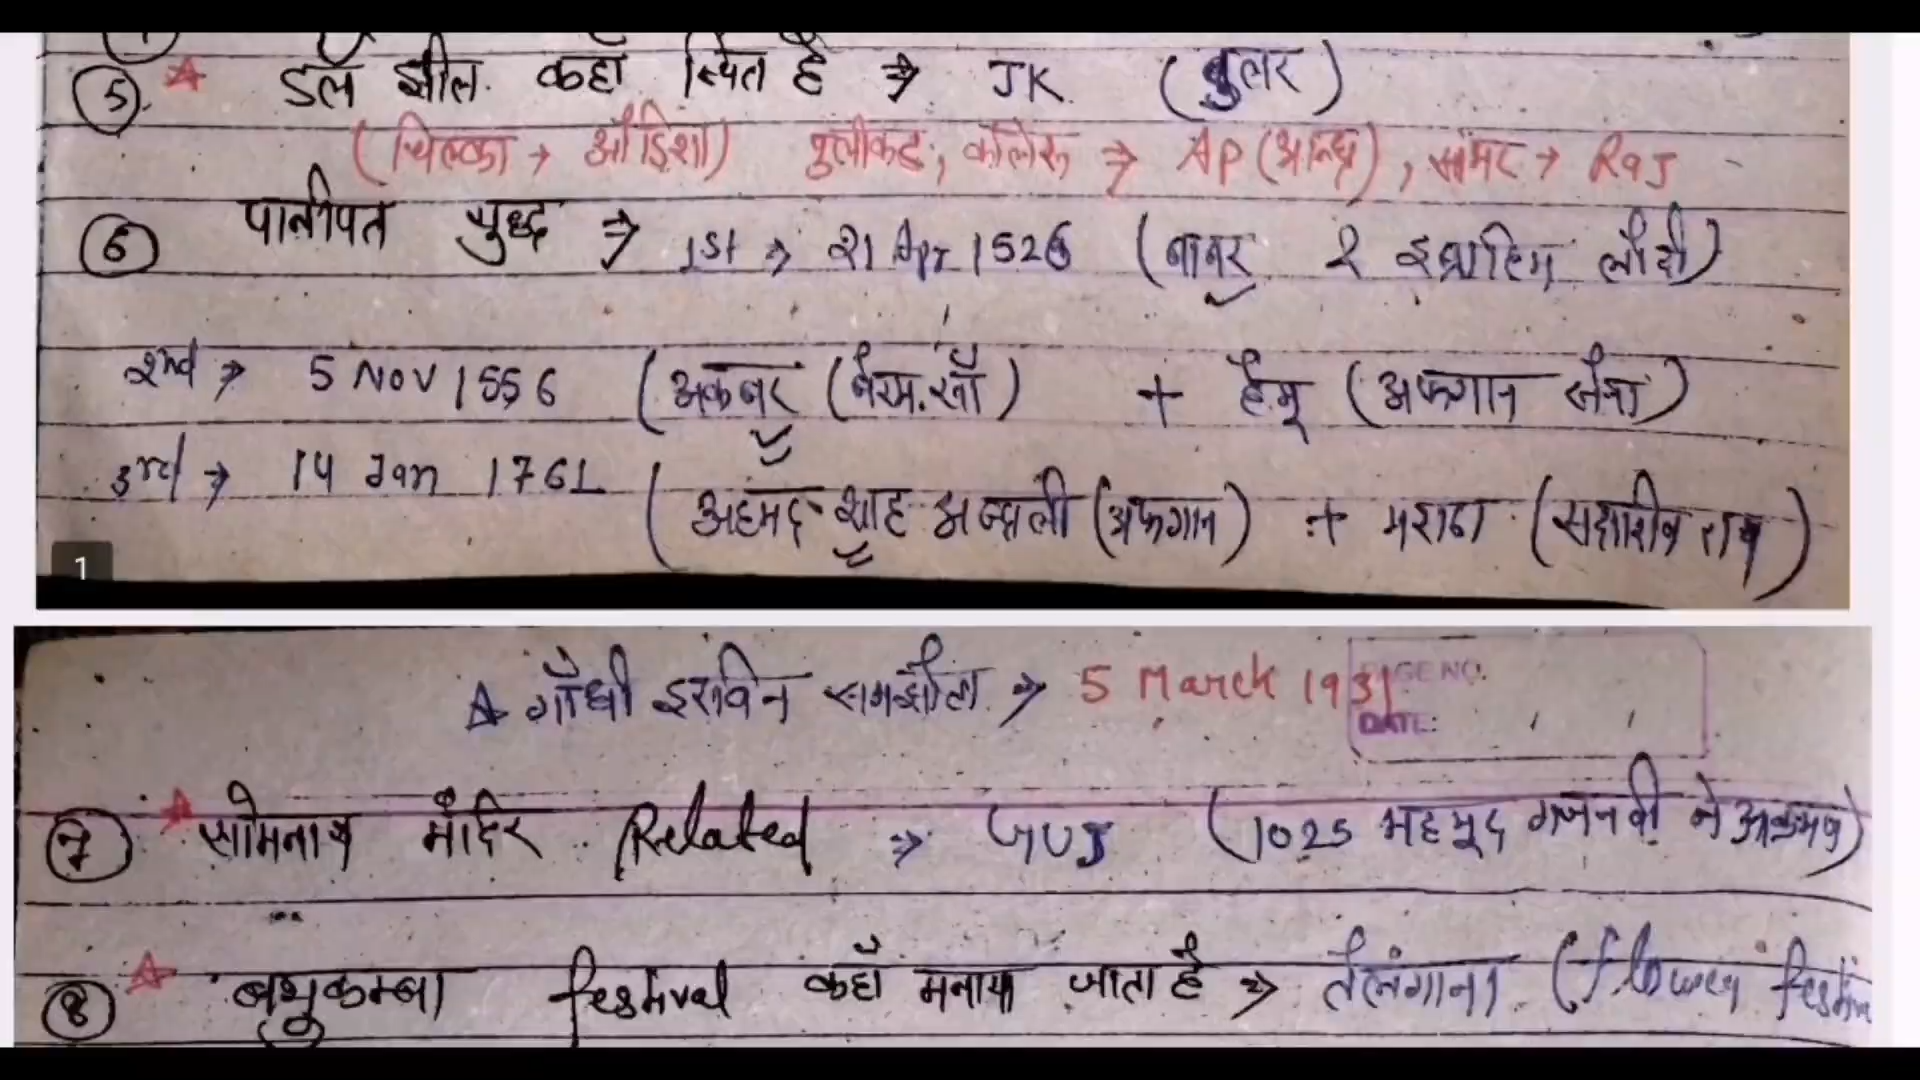 5. डल झील कहाँ स्थित है ⇒ JK (वुलर)
(चिल्का → ओडिशा) पुलीकट, कोलेरू ⇒ AP (आन्ध्र), सांभर → Raj
6 पानीपत युद्ध ⇒ 1st ⇒ 21 Apr 1526 (बाबर र इब्राहिम लोदी)
2nd ⇒ 5 Nov 1556 (अकबर (बैरम.खाँ) + हेमू (अफगान सेना)
3rd ⇒ 14 Jan 1761 (अहमद शाह अब्दाली (अफगान) + मराठा (सदाशिव राव)
1
गाँधी इरविन समझौता ⇒ 5 March 1931
PAGE NO.
DATE:
7 सोमनाथ मंदिर Related ⇒ GUJ (1025 महमूद गजनवी ने आक्रमण)
8 बथुकम्बा fesmival कहाँ मनाया जाता है ⇒ तेलंगाना (flower